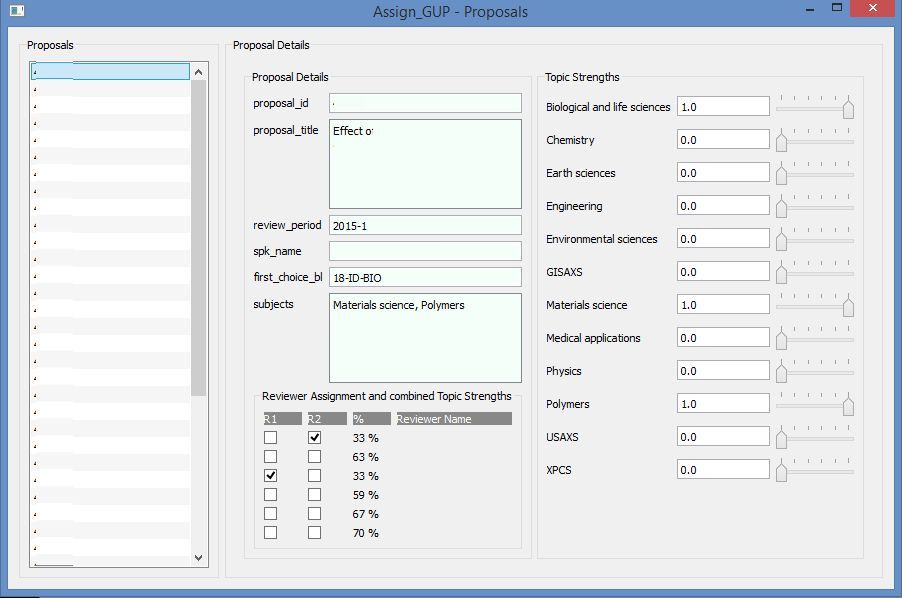 Assign_GUP - Proposals
Proposals
Proposal Details
Proposal Details
proposal_id
proposal_title
Effect of
review_period
2015-1
spk_name
first_choice_bl
18-ID-BIO
subjects
Materials science, Polymers
Reviewer Assignment and combined Topic Strengths
R1 R2 % Reviewer Name
33 %
63 %
33 %
59 %
67 %
70 %
Topic Strengths
Biological and life sciences 1.0
Chemistry 0.0
Earth sciences 0.0
Engineering 0.0
Environmental sciences 0.0
GISAXS 0.0
Materials science 1.0
Medical applications 0.0
Physics 0.0
Polymers 1.0
USAXS 0.0
XPCS 0.0